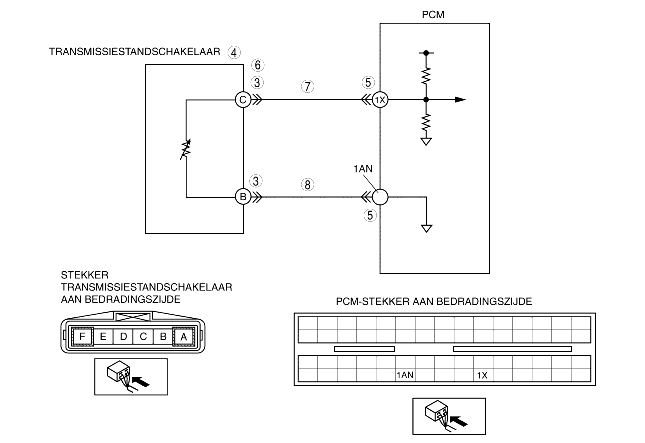 PCM
TRANSMISSIESTANDSCHAKELAAR 4
6
3 7 5
C 1X
1AN
3 8
B
5
STEKKER
TRANSMISSIESTANDSCHAKELAAR
AAN BEDRADINGSZIJDE
PCM-STEKKER AAN BEDRADINGSZIJDE
F E D C B A
1AN 1X